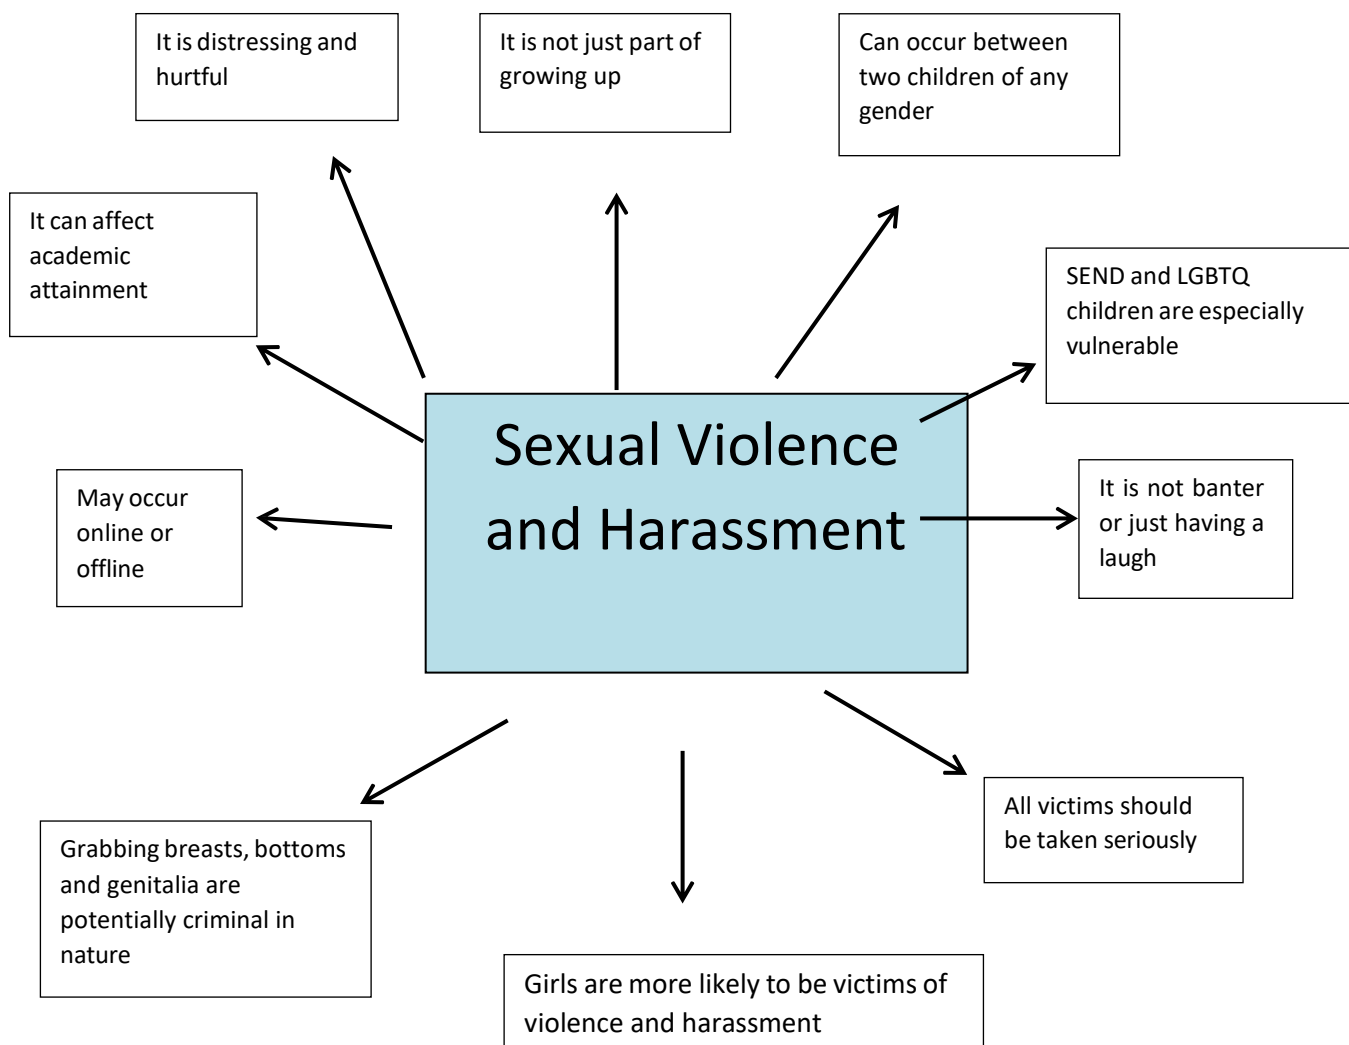 It is distressing and
hurtful
It is not just part of
growing up
Can occur between
two children of any
gender
It can affect
academic
attainment
SEND and LGBTQ
children are especially
vulnerable
Sexual Violence
and Harassment
May occur
online or
offline
It is not banter
or just having a
laugh
All victims should
be taken seriously
Grabbing breasts, bottoms
and genitalia are
potentially criminal in
nature
Girls are more likely to be victims of
violence and harassment